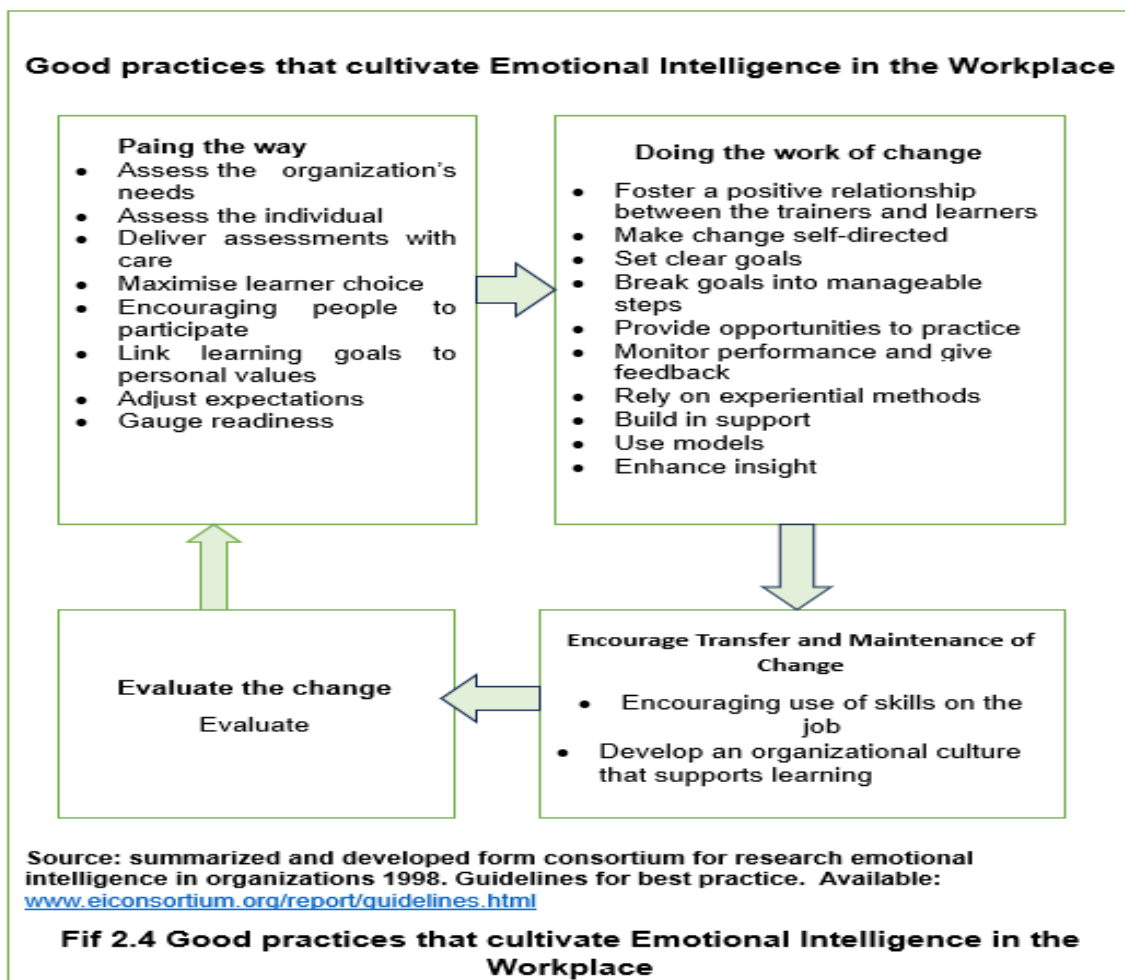 Good practices that cultivate Emotional Intelligence in the Workplace
Paing the way
• Assess the organization's
needs
• Assess the individual
• Deliver assessments with
care
• Maximise learner choice
• Encouraging people to
participate
• Link learning goals to
personal values
• Adjust expectations
• Gauge readiness
Doing the work of change
• Foster a positive relationship
between the trainers and learners
• Make change self-directed
• Set clear goals
• Break goals into manageable
steps
• Provide opportunities to practice
• Monitor performance and give
feedback
• Rely on experiential methods
• Build in support
• Use models
• Enhance insight
Encourage Transfer and Maintenance of
Change
• Encouraging use of skills on the
job
• Develop an organizational culture
that supports learning
Evaluate the change
Evaluate
Source: summarized and developed form consortium for research emotional
intelligence in organizations 1998. Guidelines for best practice. Available:
www.eiconsortium.org/report/guidelines.html
Fif 2.4 Good practices that cultivate Emotional Intelligence in the
Workplace